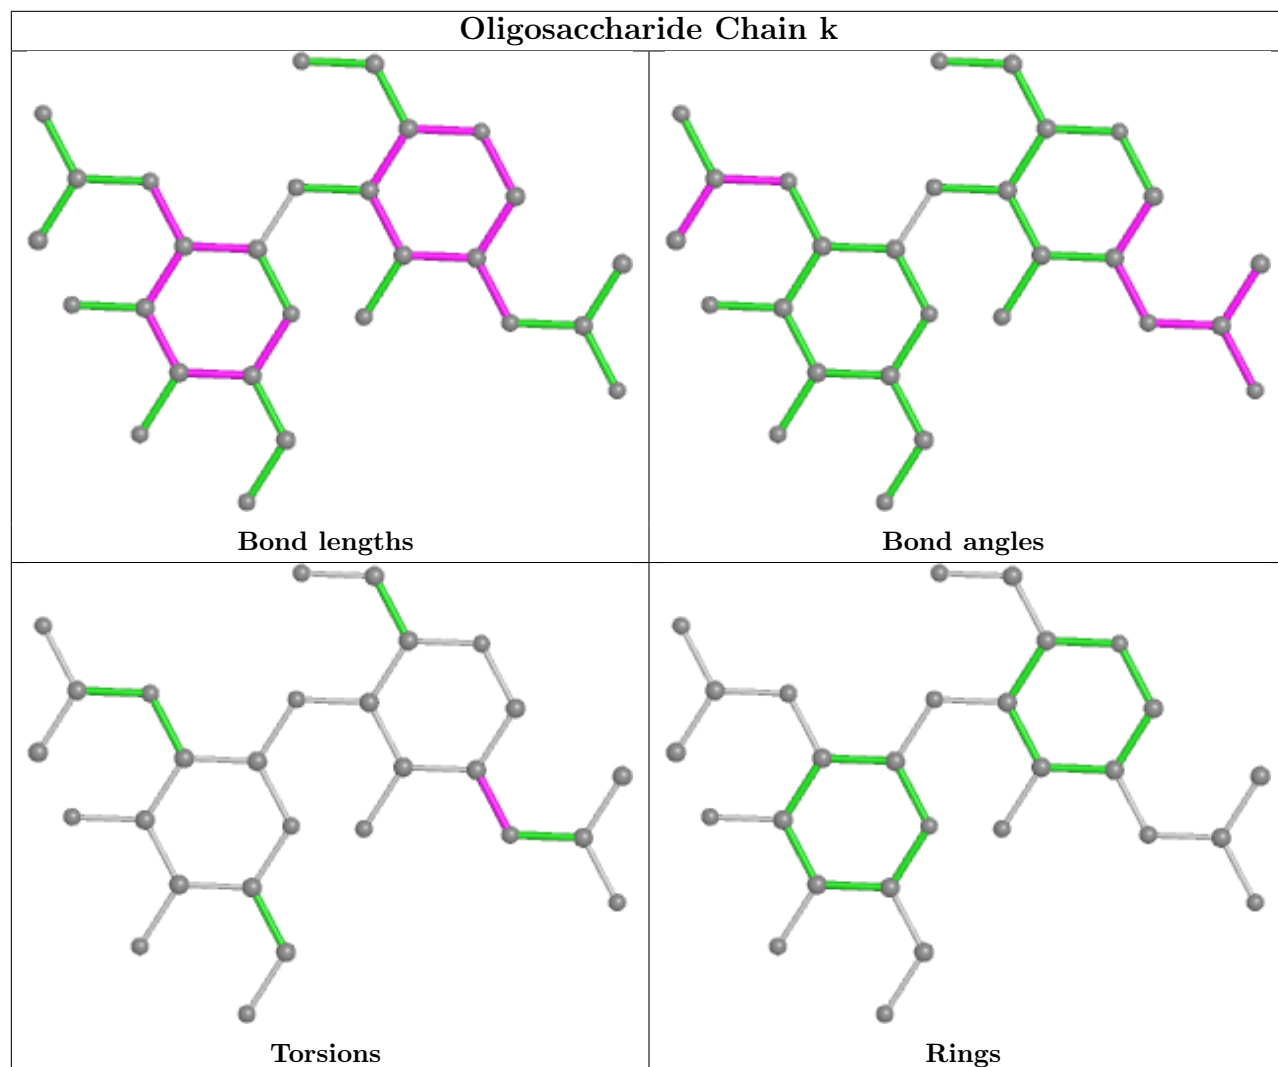 Oligosaccharide Chain k
Bond lengths
Bond angles
Torsions
Rings